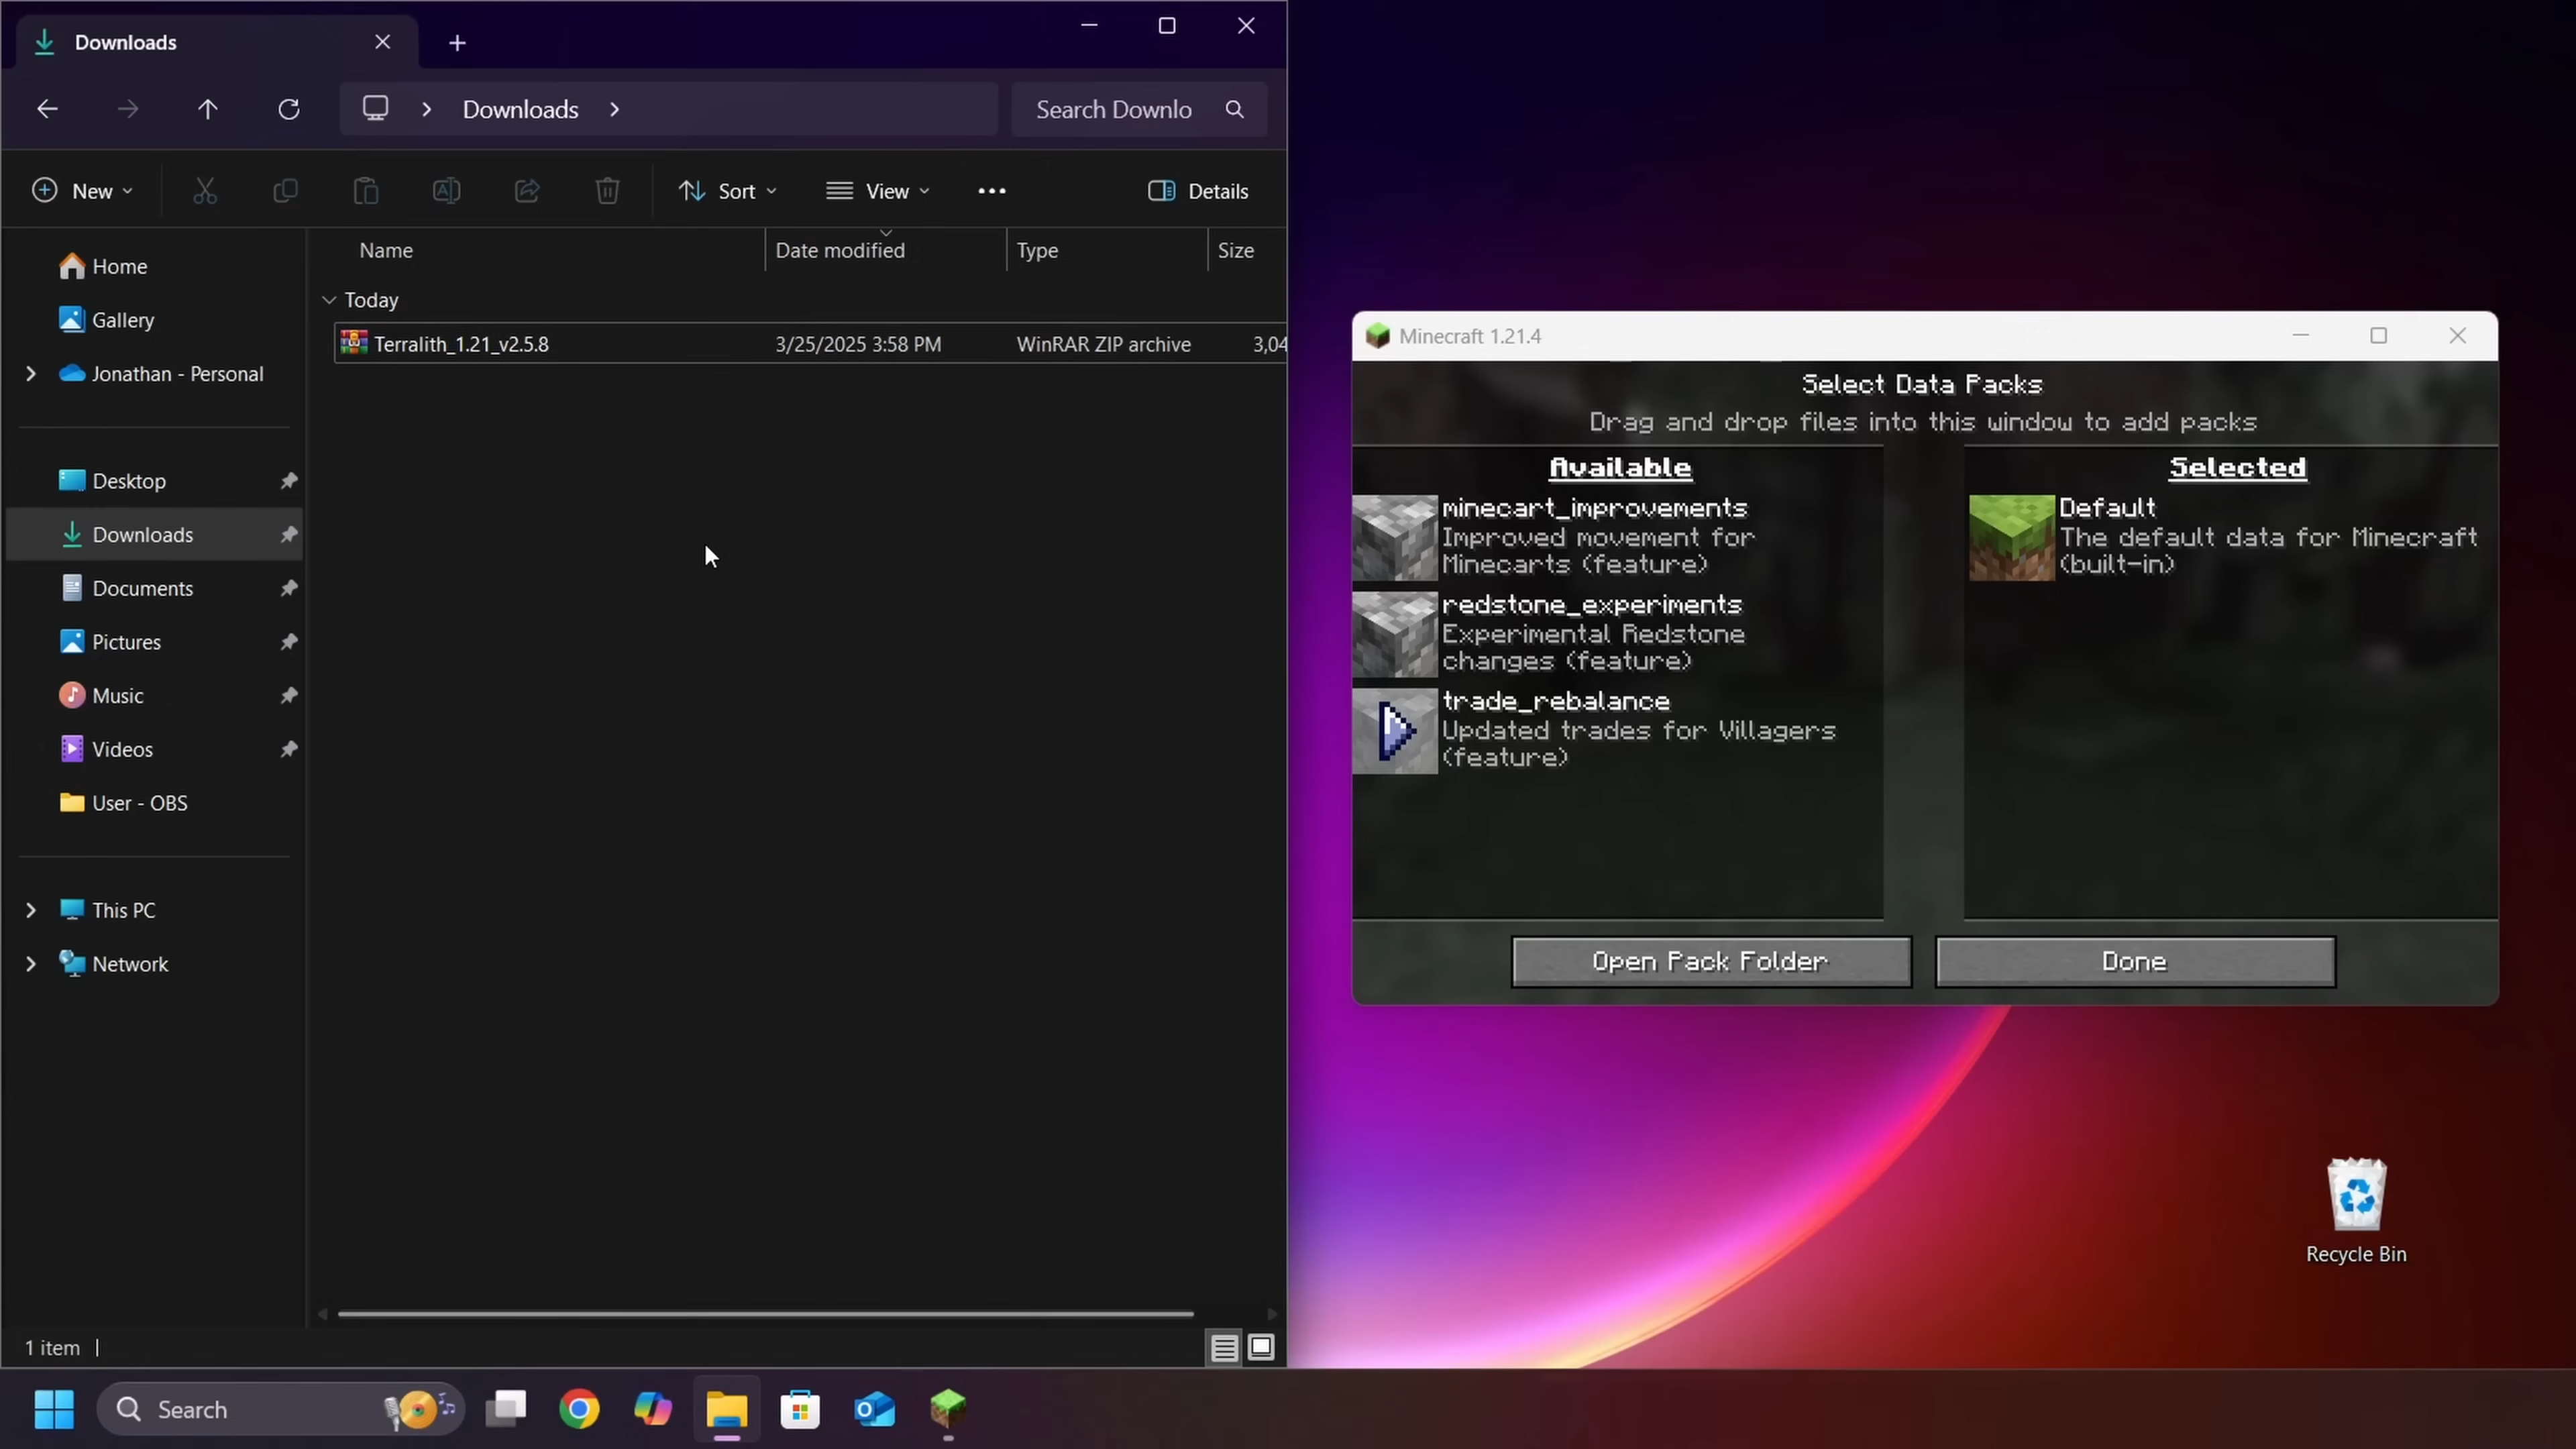 Downloads
Downloads
Search Downlo
New
Sort
View
Details
Name
Date modified
Type
Size
Today
Terralith_1.21_v2.5.8
3/25/2025 3:58 PM
WinRAR ZIP archive
3,04
Home
Gallery
Jonathan - Personal
Desktop
Downloads
Documents
Pictures
Music
Videos
User - OBS
This PC
Network
1 item
Minecraft 1.21.4
Select Data Packs
Drag and drop files into this window to add packs
Available
minecart_improvements
Improved movement for
Minecarts (feature)
redstone_experiments
Experimental Redstone
changes (feature)
trade_rebalance
Updated trades for Villagers
(feature)
Selected
Default
The default data for Minecraft
(built-in)
Open Pack Folder
Done
Recycle Bin
Search